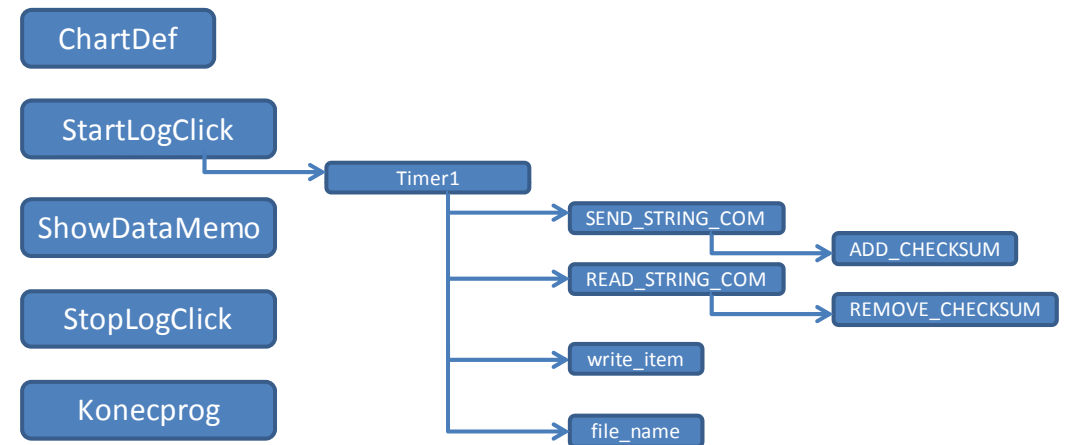 ChartDef
StartLogClick
Timer1
ShowDataMemo
SEND_STRING_COM
ADD_CHECKSUM
READ_STRING_COM
REMOVE_CHECKSUM
StopLogClick
write_item
Konecprog
file_name